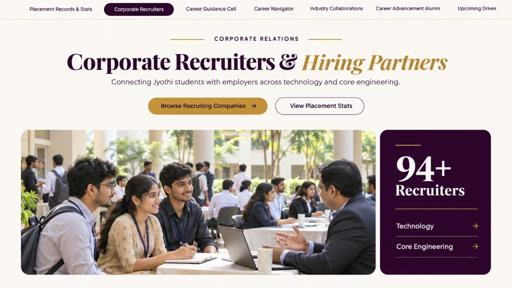 Placement Records & Stats
Corporate Recruiters
Career Guidance Cell
Career Navigator
Industry Collaborations
Career Advancement Alumni
Upcoming Drives
CORPORATE RELATIONS
Corporate Recruiters & Hiring Partners
Connecting Jyothi students with employers across technology and core engineering.
Browse Recruiting Companies →
View Placement Stats
94+
Recruiters
Technology →
Core Engineering →